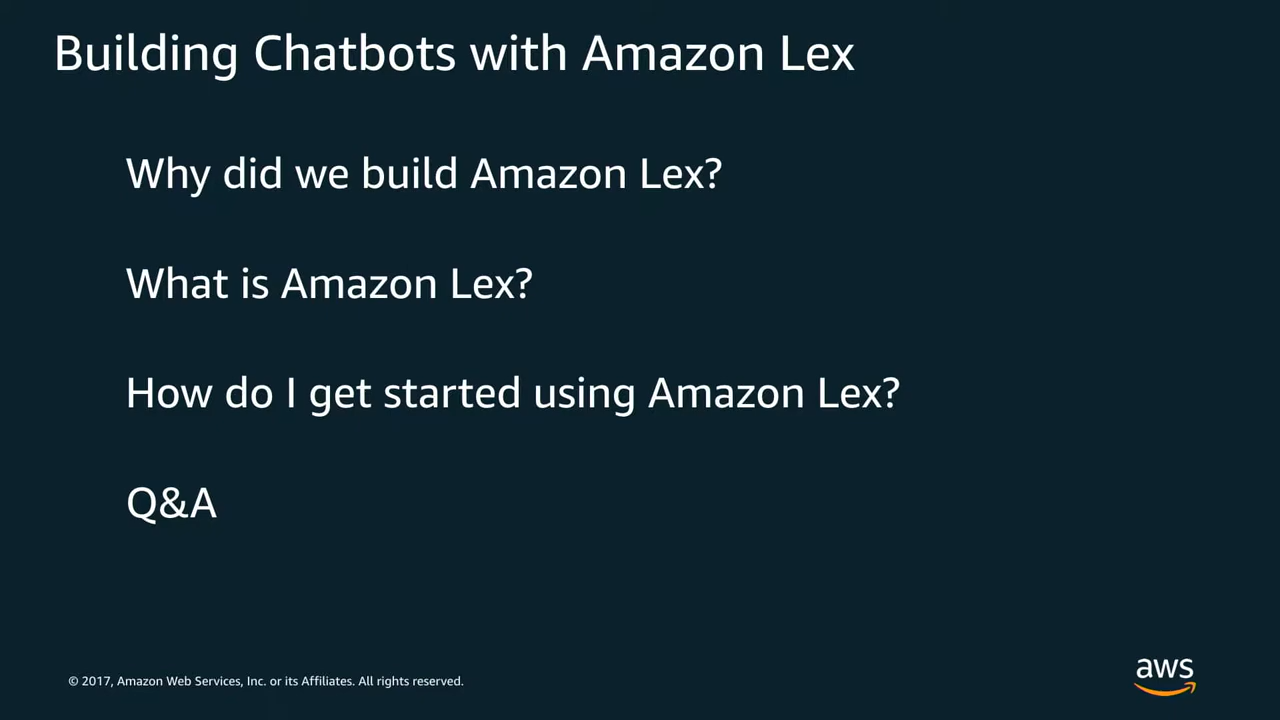 Building Chatbots with Amazon Lex
Why did we build Amazon Lex?
What is Amazon Lex?
How do I get started using Amazon Lex?
Q&A
© 2017, Amazon Web Services, Inc. or its Affiliates. All rights reserved.
aws